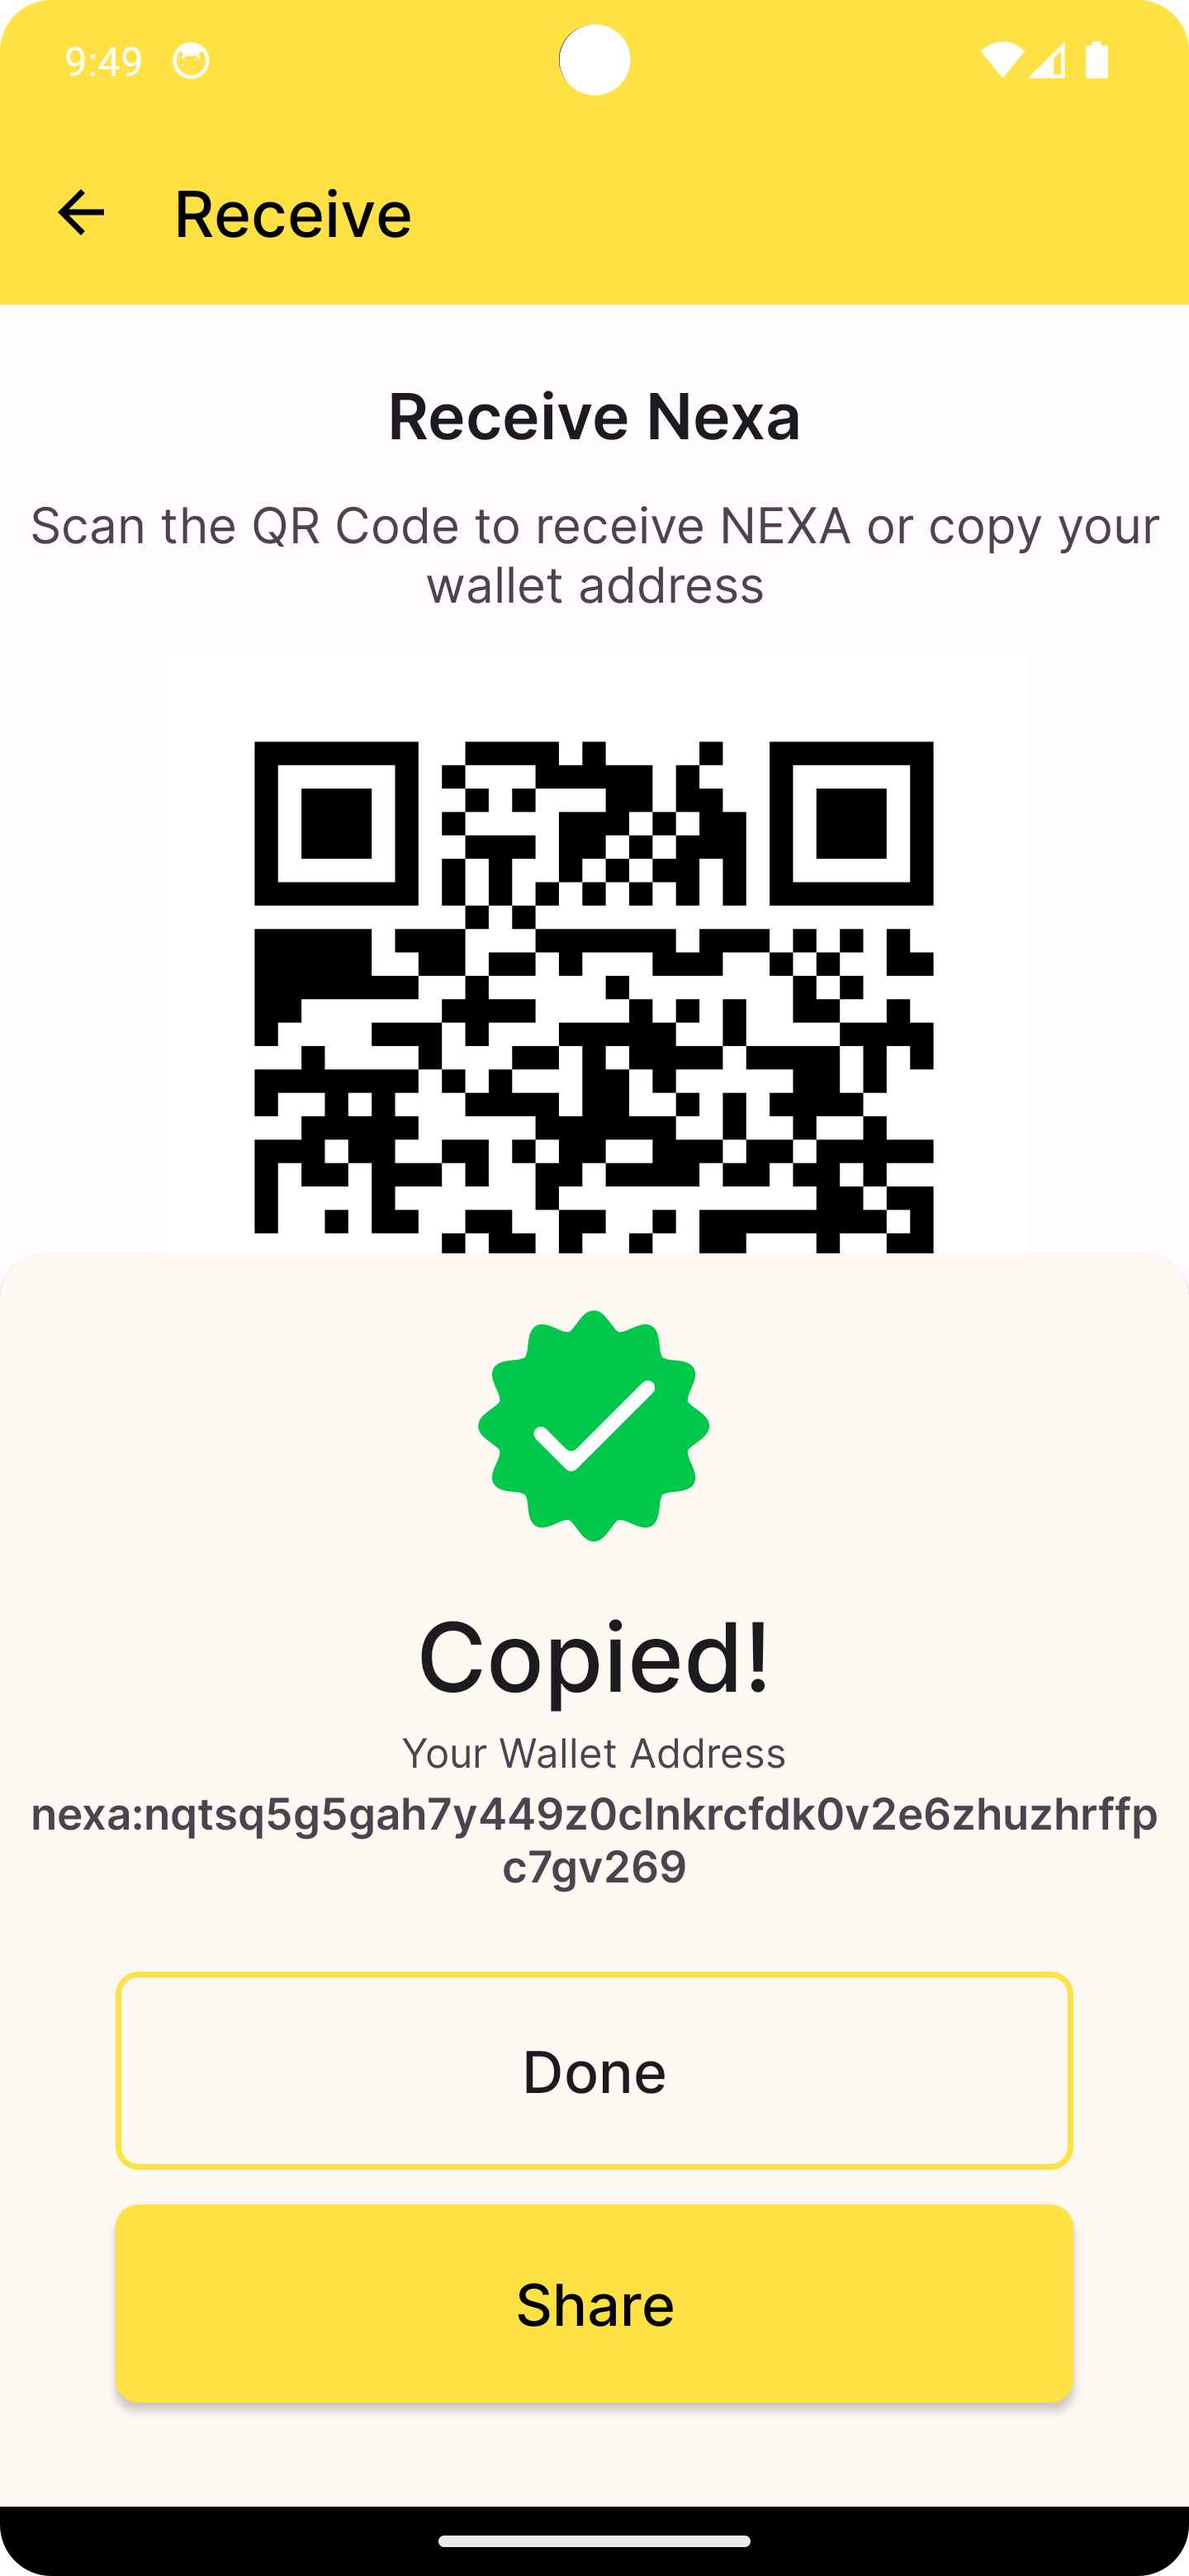 9:49
Receive
Receive Nexa
Scan the QR Code to receive NEXA or copy your
wallet address
Copied!
Your Wallet Address
nexa:nqtsq5g5gah7y449z0clnkrcfdk0v2e6zhuzhrffp
c7gv269
Done
Share